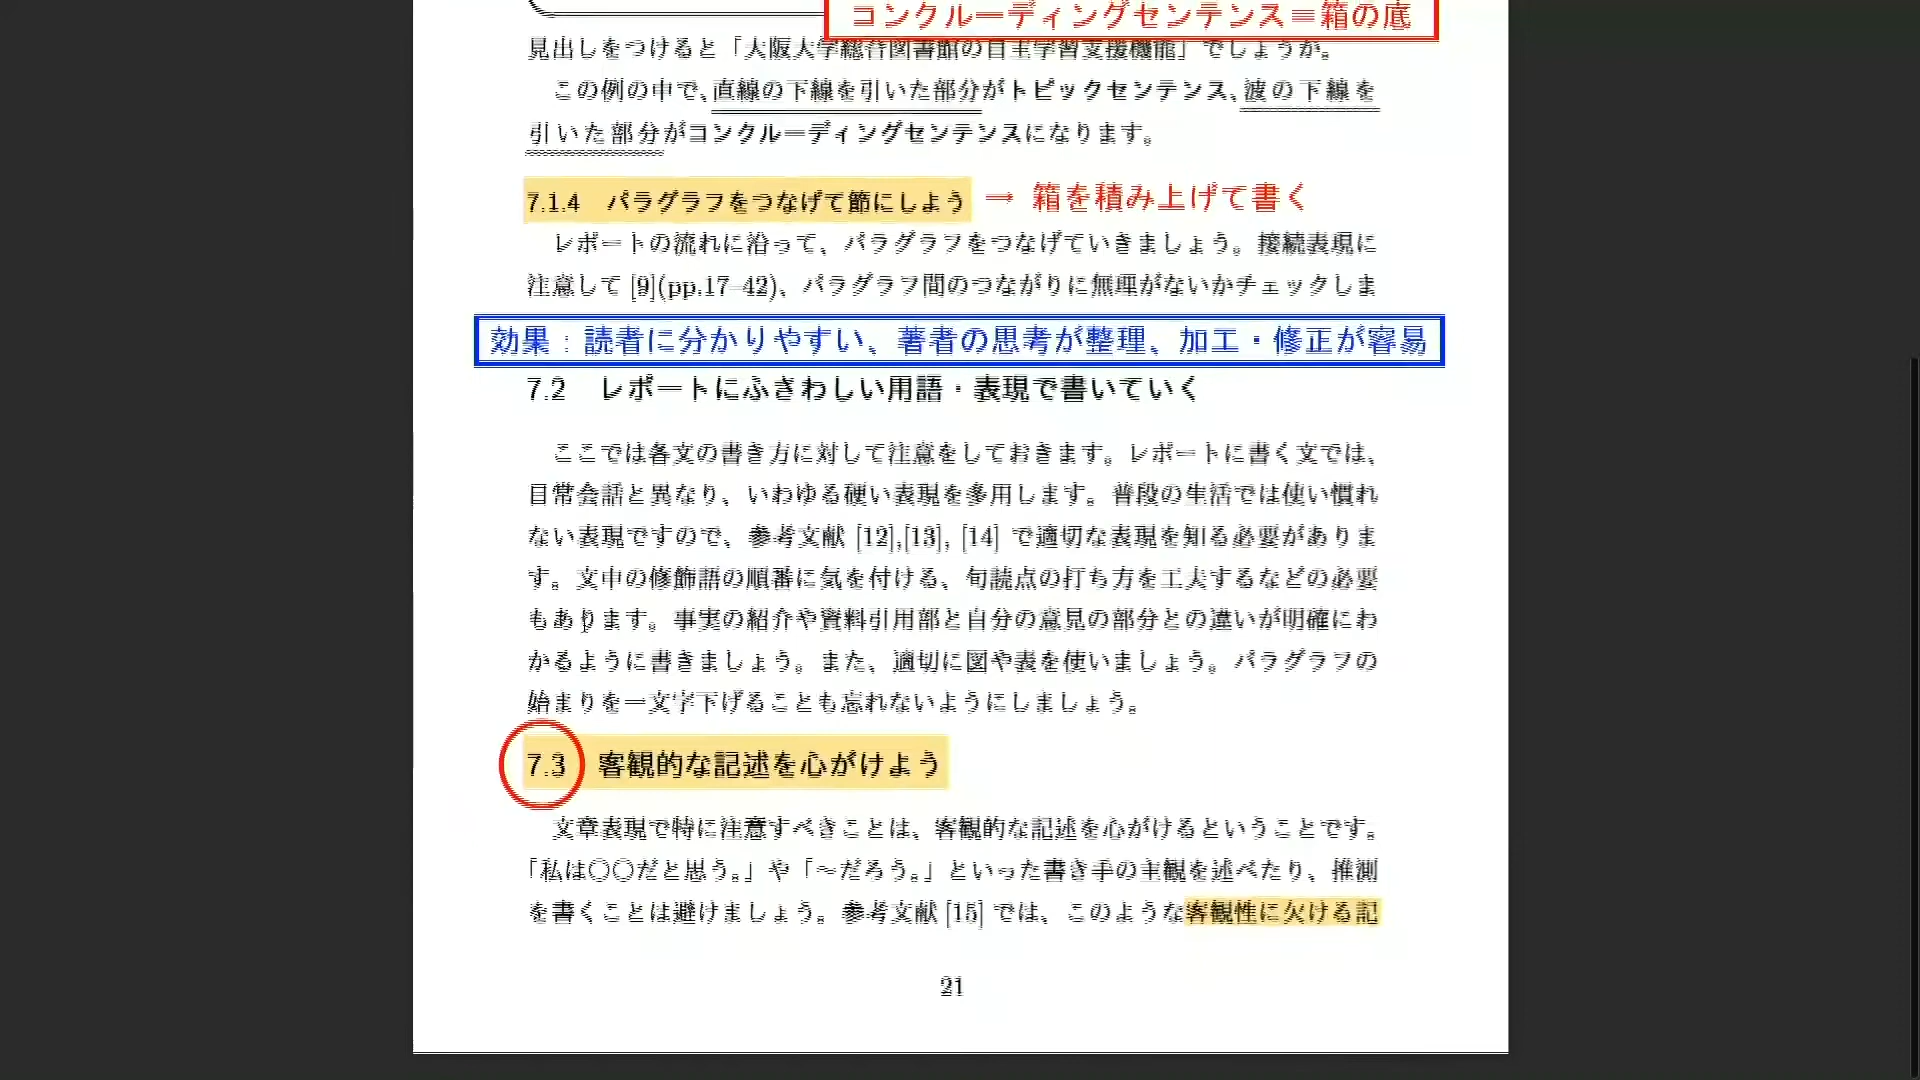 コンクルーディングセンテンス＝箱の底
見出しをつけると「大阪大学総合図書館の自主学習支援機能」でしょうか。
この例の中で、直線の下線を引いた部分がトピックセンテンス、波の下線を
引いた部分がコンクルーディングセンテンスになります。
7.1.4 パラグラフをつなげて節にしよう → 箱を積み上げて書く
レポートの流れに沿って、パラグラフをつなげていきましょう。接続表現に
注意して [9](pp.17–42)、パラグラフ間のつながりに無理がないかチェックしま
効果：読者に分かりやすい、著者の思考が整理、加工・修正が容易
7.2 レポートにふさわしい用語・表現で書いていく
ここでは各文の書き方に対して注意をしておきます。レポートに書く文では、
日常会話と異なり、いわゆる硬い表現を多用します。普段の生活では使い慣れ
ない表現ですので、参考文献 [12],[13], [14] で適切な表現を知る必要がありま
す。文中の修飾語の順番に気を付ける、句読点の打ち方を工夫するなどの必要
もあります。事実の紹介や資料引用部と自分の意見の部分との違いが明確にわ
かるように書きましょう。また、適切に図や表を使いましょう。パラグラフの
始まりを一文字下げることも忘れないようにしましょう。
7.3 客観的な記述を心がけよう
文章表現で特に注意すべきことは、客観的な記述を心がけるということです。
「私は〇〇だと思う。」や「～だろう。」といった書き手の主観を述べたり、推測
を書くことは避けましょう。参考文献 [15] では、このような客観性に欠ける記
21